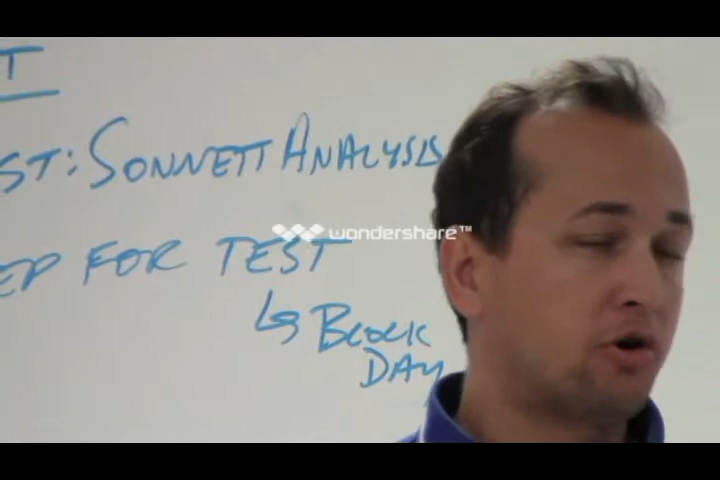 T
ST: SONNETT ANALYSIS
wondershare™
EP FOR TEST
↳ BLOCK
DAY